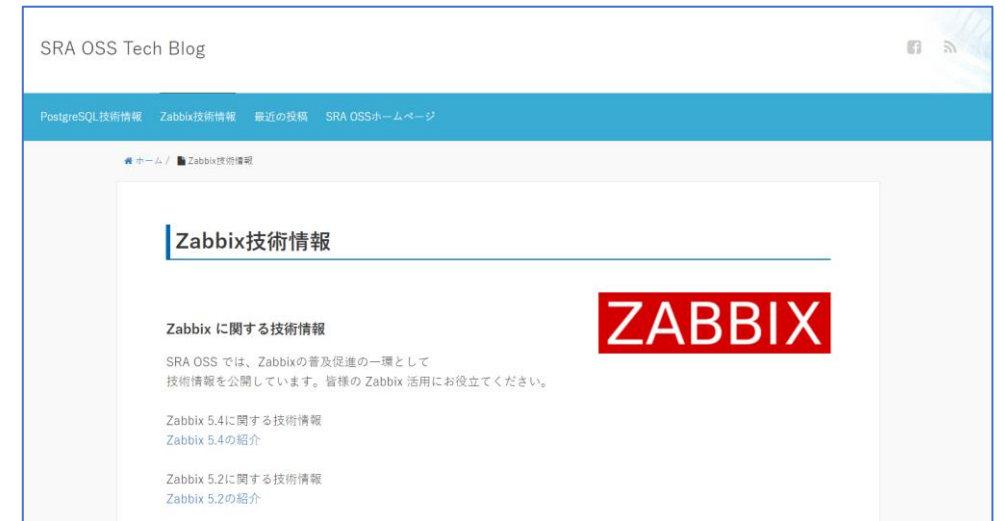 SRA OSS Tech Blog
PostgreSQL技術情報 Zabbix技術情報 最近の投稿 SRA OSSホームページ
ホーム / Zabbix技術情報
Zabbix技術情報
ZABBIX
Zabbix に関する技術情報
SRA OSS では、Zabbixの普及促進の一環として
技術情報を公開しています。皆様の Zabbix 活用にお役立てください。
Zabbix 5.4に関する技術情報
Zabbix 5.4の紹介
Zabbix 5.2に関する技術情報
Zabbix 5.2の紹介